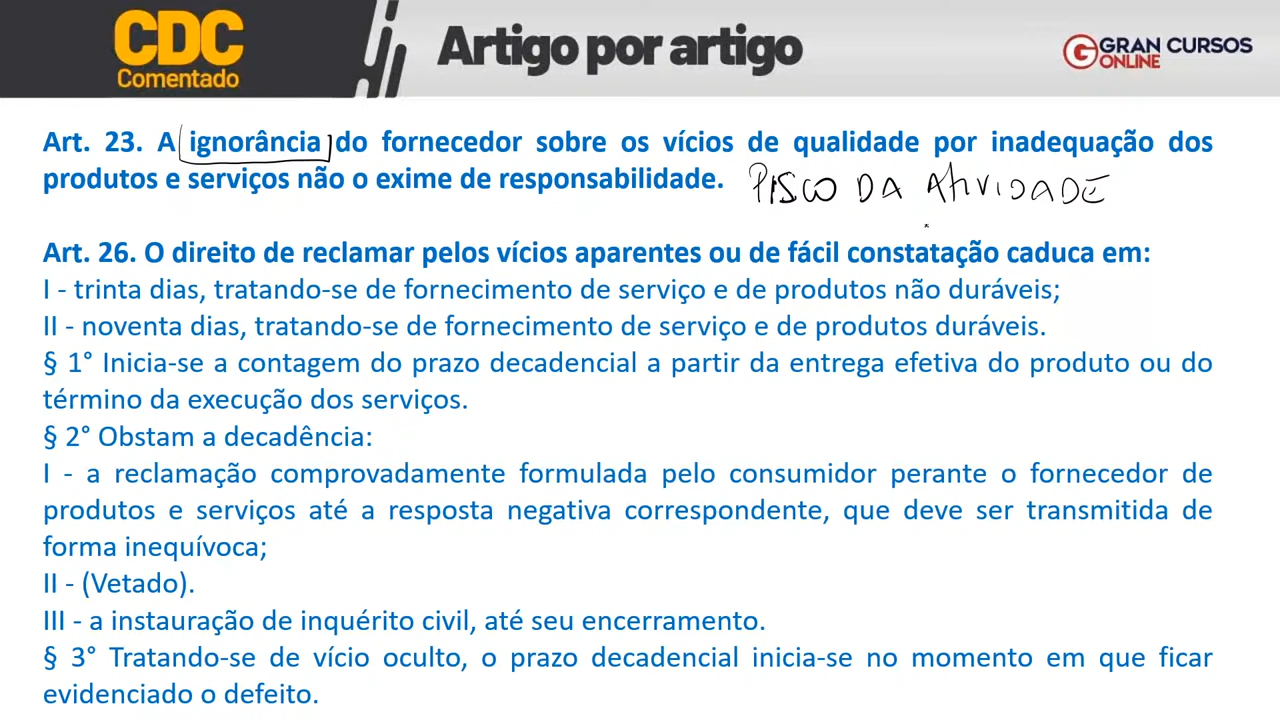 CDC
Comentado
Artigo por artigo
GRAN CURSOS
ONLINE
Art. 23. A ignorância do fornecedor sobre os vícios de qualidade por inadequação dos
produtos e serviços não o exime de responsabilidade. RISCO DA ATIVIDADE
Art. 26. O direito de reclamar pelos vícios aparentes ou de fácil constatação caduca em:
I - trinta dias, tratando-se de fornecimento de serviço e de produtos não duráveis;
II - noventa dias, tratando-se de fornecimento de serviço e de produtos duráveis.
§ 1° Inicia-se a contagem do prazo decadencial a partir da entrega efetiva do produto ou do
término da execução dos serviços.
§ 2° Obstam a decadência:
I - a reclamação comprovadamente formulada pelo consumidor perante o fornecedor de
produtos e serviços até a resposta negativa correspondente, que deve ser transmitida de
forma inequívoca;
II - (Vetado).
III - a instauração de inquérito civil, até seu encerramento.
§ 3° Tratando-se de vício oculto, o prazo decadencial inicia-se no momento em que ficar
evidenciado o defeito.